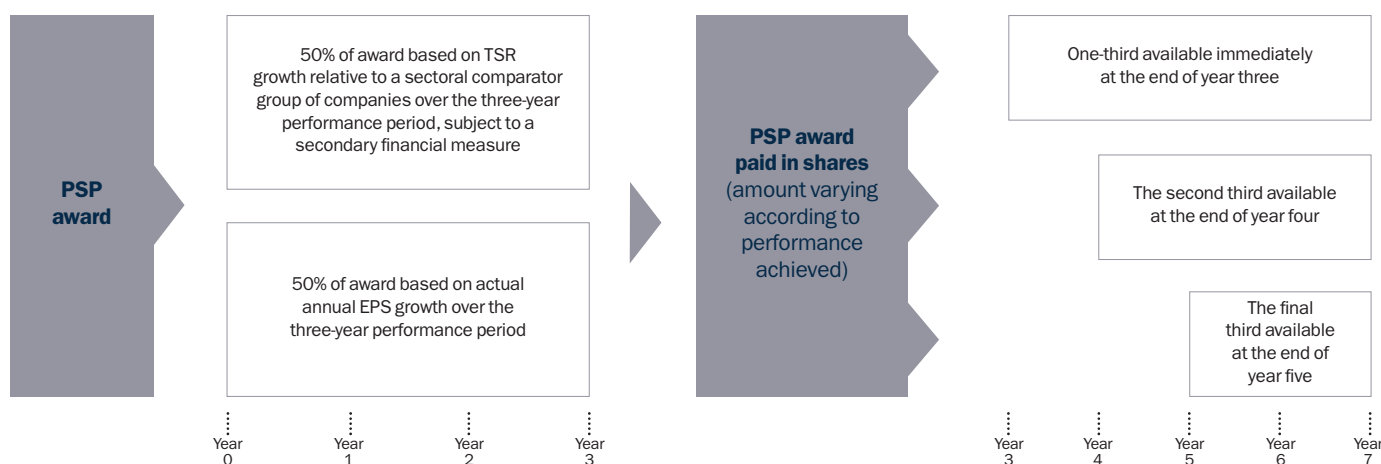 PSP
award
50% of award based on TSR
growth relative to a sectoral comparator
group of companies over the three-year
performance period, subject to a
secondary financial measure
50% of award based on actual
annual EPS growth over the
three-year performance period
PSP award
paid in shares
(amount varying
according to
performance
achieved)
One-third available immediately
at the end of year three
The second third available
at the end of year four
The final
third available
at the end of
year five
Year
0
Year
1
Year
2
Year
3
Year
3
Year
4
Year
5
Year
6
Year
7